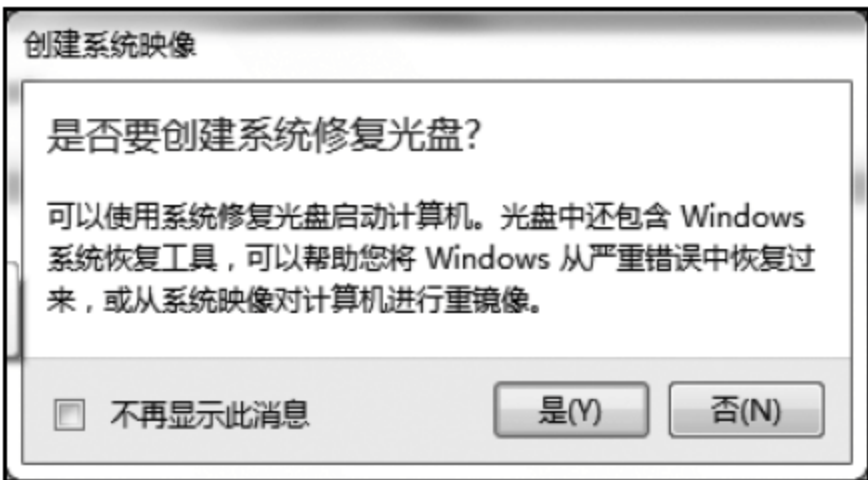 创建系统映像
是否要创建系统修复光盘?
可以使用系统修复光盘启动计算机。光盘中还包含 Windows
系统恢复工具，可以帮助您将 Windows 从严重错误中恢复过
来，或从系统映像对计算机进行重镜像。
不再显示此消息
是(Y)
否(N)